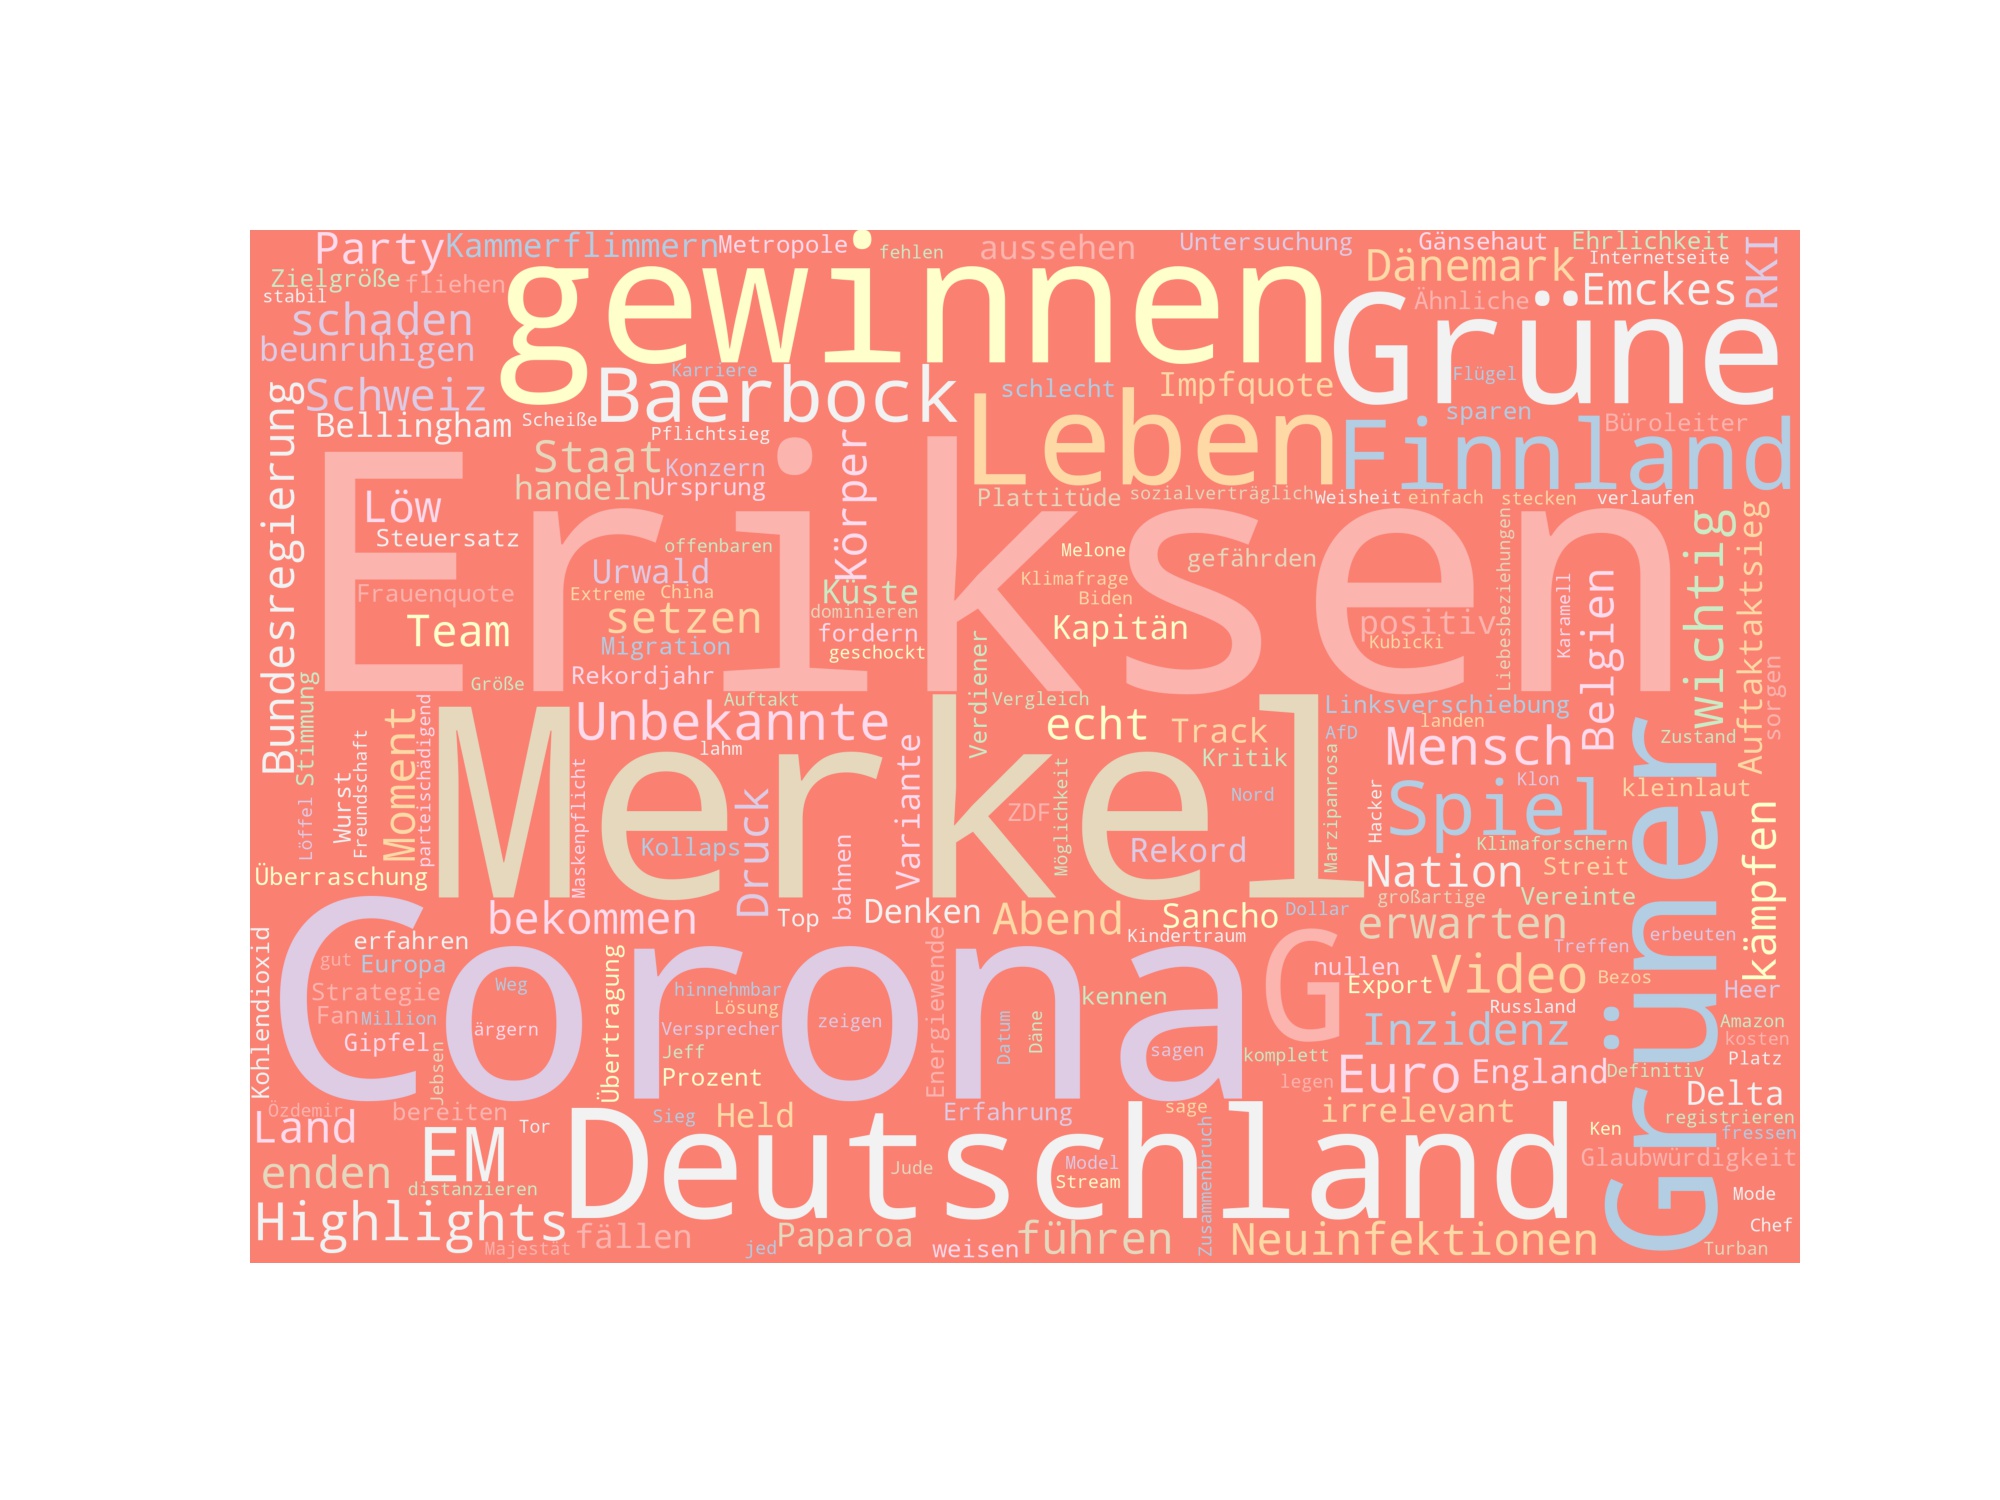 Party
Kammerflimmern
Metropole
fehlen
aussehen
Untersuchung
Gänsehaut
Ehrlichkeit
Internetseite
RKI
Zielgröße
fliehen
stabil
gewinnen
Dänemark
Emckes
Ähnliche
Grüne
schaden
beunruhigen
Schweiz
Bellingham
Bundesregierung
Karriere
Baerbock
Scheiße
Pflichtsieg
schlecht
Impfquote
Flügel
sparen
Büroleiter
Leben
Finnland
Staat
Konzern
handeln
Ursprung
Körper
Plattitüde
sozialverträglich
Weisheit
einfach
stecken
verlaufen
Eriksen
Löw
Steuersatz
offenbaren
Urwald
Frauenquote
Extreme
China
Küste
dominieren
setzen
Team
Migration
fordern
geschockt
Rekordjahr
Größe
Melone
Klimafrage
Biden
Kapitän
gefährden
positiv
Kubicki
Liebesbeziehungen
Karamell
Belgien
wichtig
Auftaktsieg
sorgen
Stimmung
Moment
parteischädigend
Freundschaft
Wurst
Löffel
Überraschung
Merkel
Auftakt
Unbekannte
lahm
Maskenpflicht
Kollaps
Druck
Variante
bahnen
Verdiener
Vergleich
echt
Track
Kritik
ZDF
Möglichkeit
Nord
Rekord
Marzipanrosa
Linksverschiebung
AfD
landen
Mensch
Zustand
Hacker
Klon
Spiel
kleinlaut
Klimaforschern
Nation
Streit
großartige
Vereinte
Grüner
kämpfen
bekommen
Top
Denken
Abend
Sancho
Dollar
Kindertraum
erwarten
Treffen
erbeuten
Kohlendioxid
erfahren
gut
Europa
Strategie
Fan
Million
Gipfel
Jebsen
Corona
Weg
ärgern
Übertragung
hinnehmbar
Lösung
Versprecher
Jeff
Prozent
zeigen
Energiewende
Datum
Däne
kennen
sagen
G
nullen
Export
Video
Bezos
Heer
Russland
Inzidenz
Amazon
kosten
Platz
komplett
legen
Euro
England
Definitiv
Delta
Özdemir
bereiten
Land
Tor
EM
Sieg
Held
Erfahrung
sage
irrelevant
registrieren
Ken
fressen
Glaubwürdigkeit
enden
distanzieren
Deutschland
Jude
Model
Stream
Zusammenbruch
Mode
Chef
Highlights
Majestät
fällen
jed
Paparoa
weisen
führen
Neuinfektionen
Turban